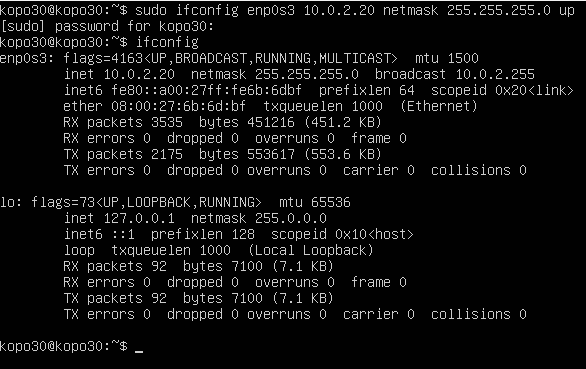 kopo30@kopo30:~$ sudo ifconfig enp0s3 10.0.2.20 netmask 255.255.255.0 up
[sudo] password for kopo30:
kopo30@kopo30:~$ ifconfig
enp0s3: flags=4163<UP,BROADCAST,RUNNING,MULTICAST>  mtu 1500
        inet 10.0.2.20  netmask 255.255.255.0  broadcast 10.0.2.255
        inet6 fe80::a00:27ff:fe6b:6dbf  prefixlen 64  scopeid 0x20<link>
        ether 08:00:27:6b:6d:bf  txqueuelen 1000  (Ethernet)
        RX packets 3535  bytes 451216 (451.2 KB)
        RX errors 0  dropped 0  overruns 0  frame 0
        TX packets 2175  bytes 553617 (553.6 KB)
        TX errors 0  dropped 0 overruns 0  carrier 0  collisions 0

lo: flags=73<UP,LOOPBACK,RUNNING>  mtu 65536
        inet 127.0.0.1  netmask 255.0.0.0
        inet6 ::1  prefixlen 128  scopeid 0x10<host>
        loop  txqueuelen 1000  (Local Loopback)
        RX packets 92  bytes 7100 (7.1 KB)
        RX errors 0  dropped 0  overruns 0  frame 0
        TX packets 92  bytes 7100 (7.1 KB)
        TX errors 0  dropped 0 overruns 0  carrier 0  collisions 0

kopo30@kopo30:~$ _